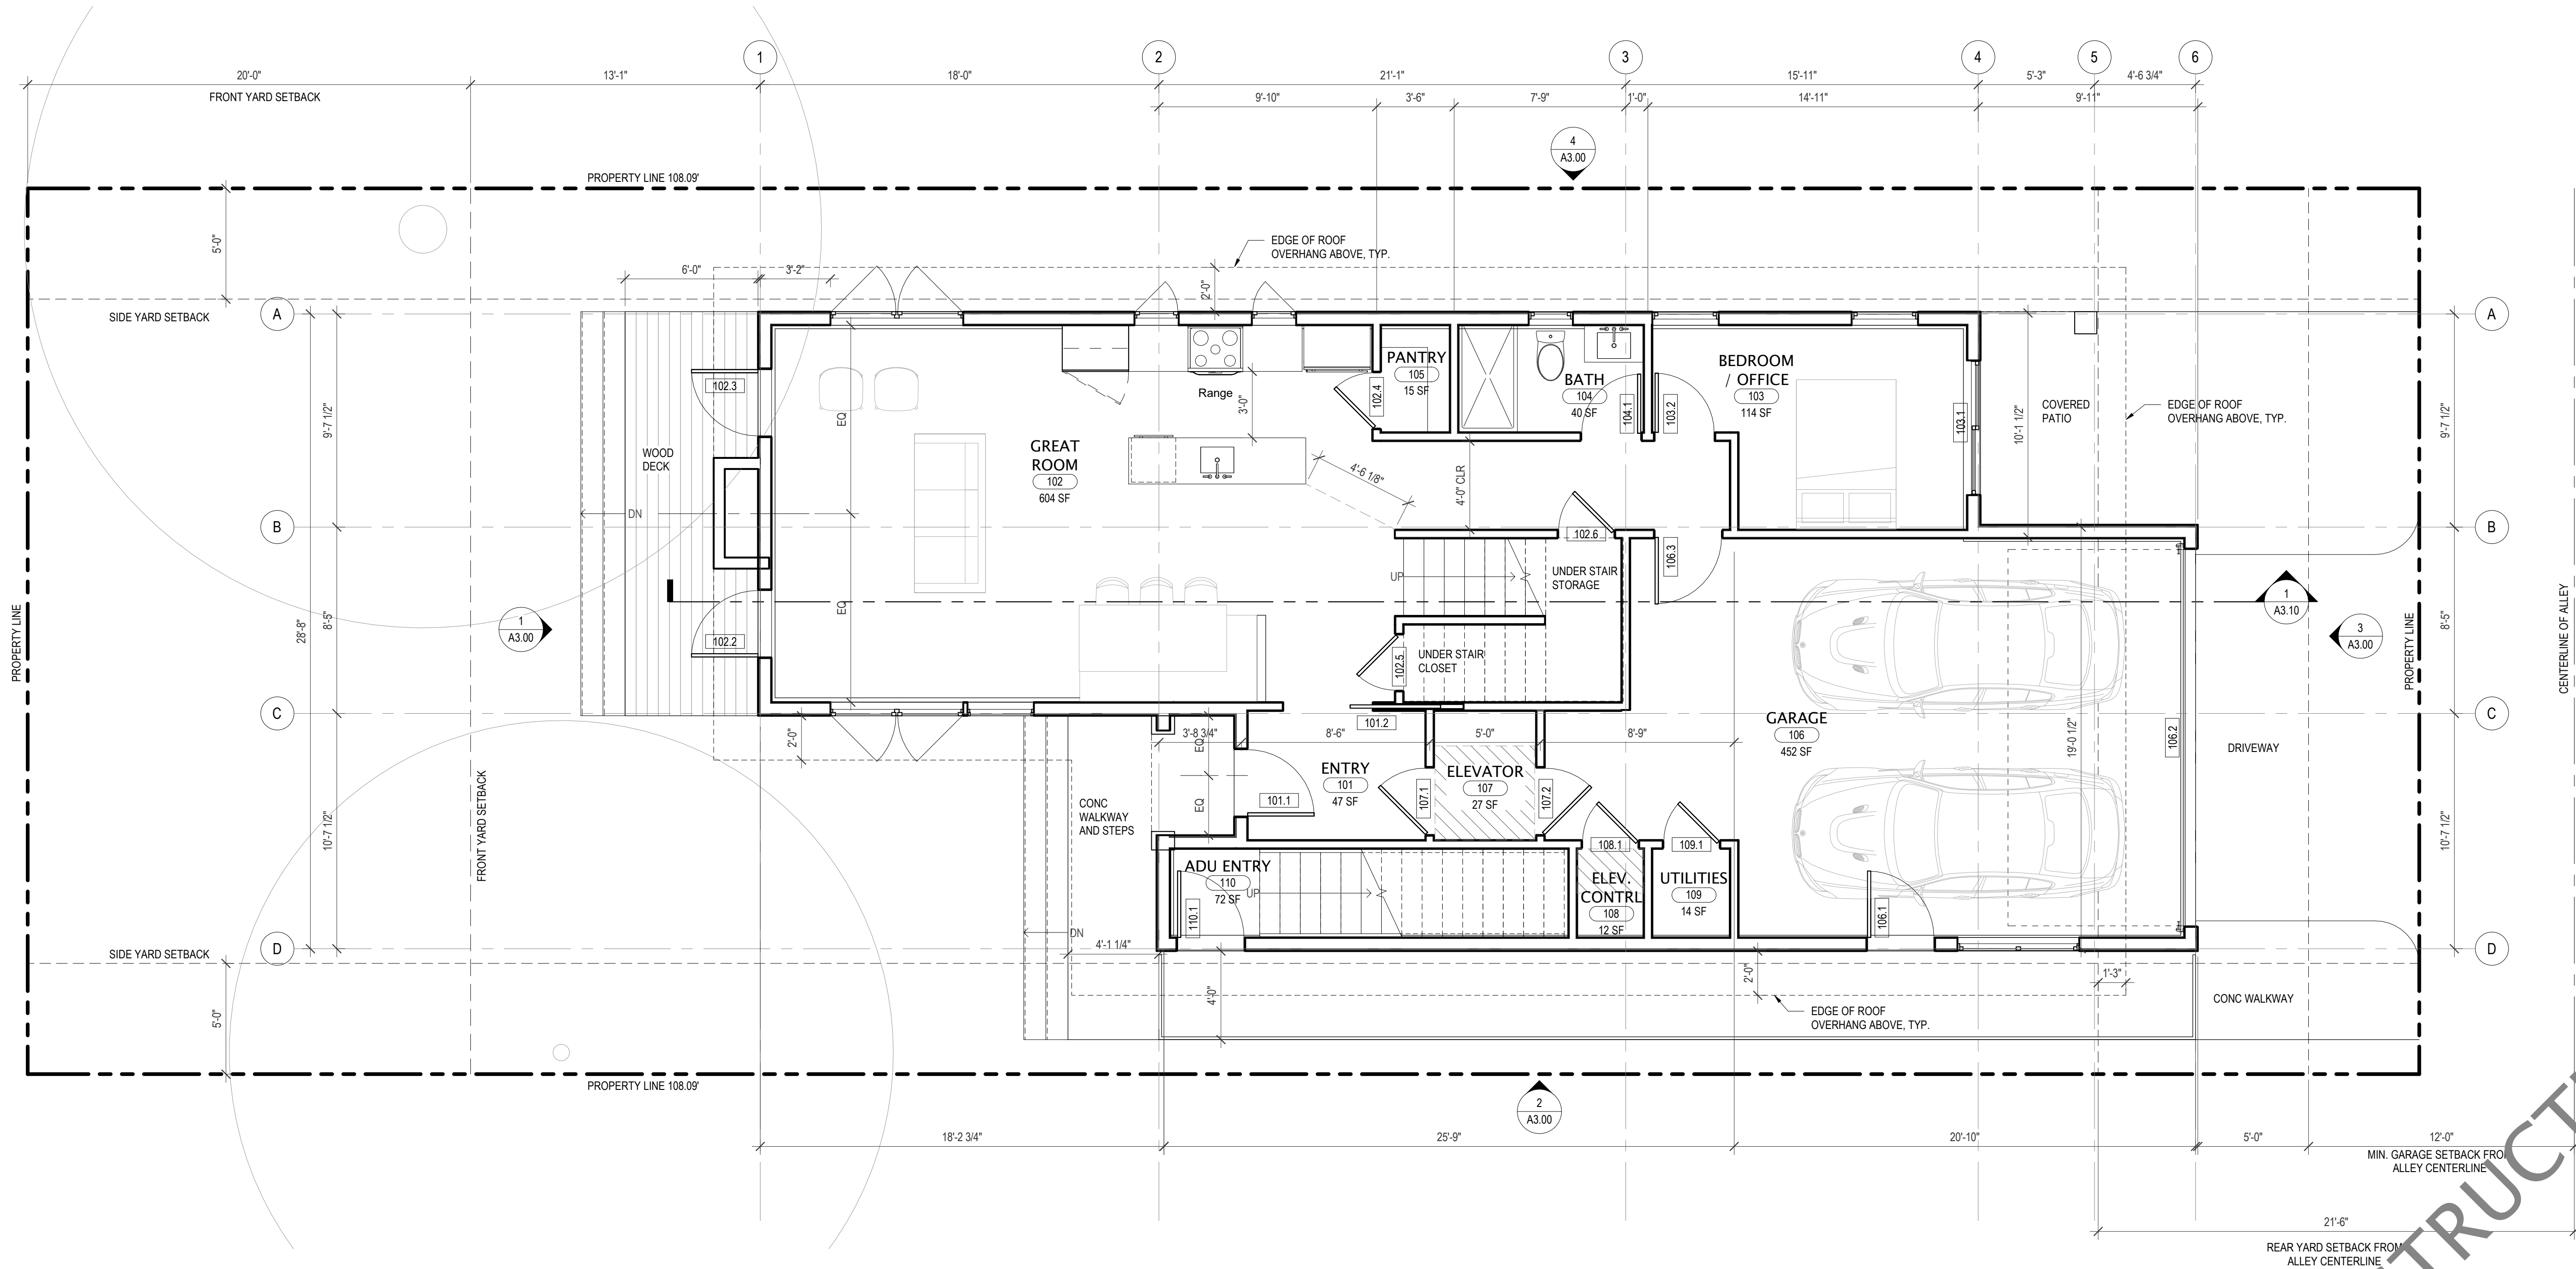 1
2
3
4
5
6
20'-0"
13'-1"
18'-0"
21'-1"
15'-11"
5'-3"
4'-6 3/4"
FRONT YARD SETBACK
9'-10"
3'-6"
7'-9"
1'-0"
14'-11"
9'-11"
4
A3.00
PROPERTY LINE 108.09'
5'-0"
EDGE OF ROOF
OVERHANG ABOVE, TYP.
6'-0"
3'-2"
2'-0"
SIDE YARD SETBACK
A
A
102.3
EQ
Range
3'-0"
102.4
PANTRY
105
15 SF
BATH
104
40 SF
104.1
103.2
BEDROOM
/ OFFICE
103
114 SF
103.1
COVERED
PATIO
10'-1 1/2"
EDGE OF ROOF
OVERHANG ABOVE, TYP.
9'-7 1/2"
9'-7 1/2"
WOOD
DECK
GREAT
ROOM
102
604 SF
4'-6 1/8"
4'-0" CLR
DN
B
B
102.6
106.3
UP
UNDER STAIR
STORAGE
EQ
PROPERTY LINE
28'-8"
8'-5"
1
A3.00
102.2
102.5
UNDER STAIR
CLOSET
1
A3.10
3
A3.00
8'-5"
PROPERTY LINE
CENTERLINE OF ALLEY
C
C
101.2
GARAGE
106
452 SF
19'-0 1/2"
106.2
DRIVEWAY
2'-0"
3'-8 3/4"
EQ
EQ
8'-6"
5'-0"
8'-9"
ENTRY
101
47 SF
101.1
107.1
ELEVATOR
107
27 SF
107.2
FRONT YARD SETBACK
CONC
WALKWAY
AND STEPS
10'-7 1/2"
10'-7 1/2"
108.1
109.1
ADU ENTRY
110
72 SF
110.1
UP
ELEV.
CONTRL
108
12 SF
UTILITIES
109
14 SF
106.1
DN
4'-1 1/4"
D
D
SIDE YARD SETBACK
5'-0"
4'-0"
2'-0"
1'-3"
EDGE OF ROOF
OVERHANG ABOVE, TYP.
CONC WALKWAY
PROPERTY LINE 108.09'
2
A3.00
18'-2 3/4"
25'-9"
20'-10"
5'-0"
12'-0"
MIN. GARAGE SETBACK FRO
ALLEY CENTERLINE
21'-6"
REAR YARD SETBACK FROM
ALLEY CENTERLINE
TRUCT